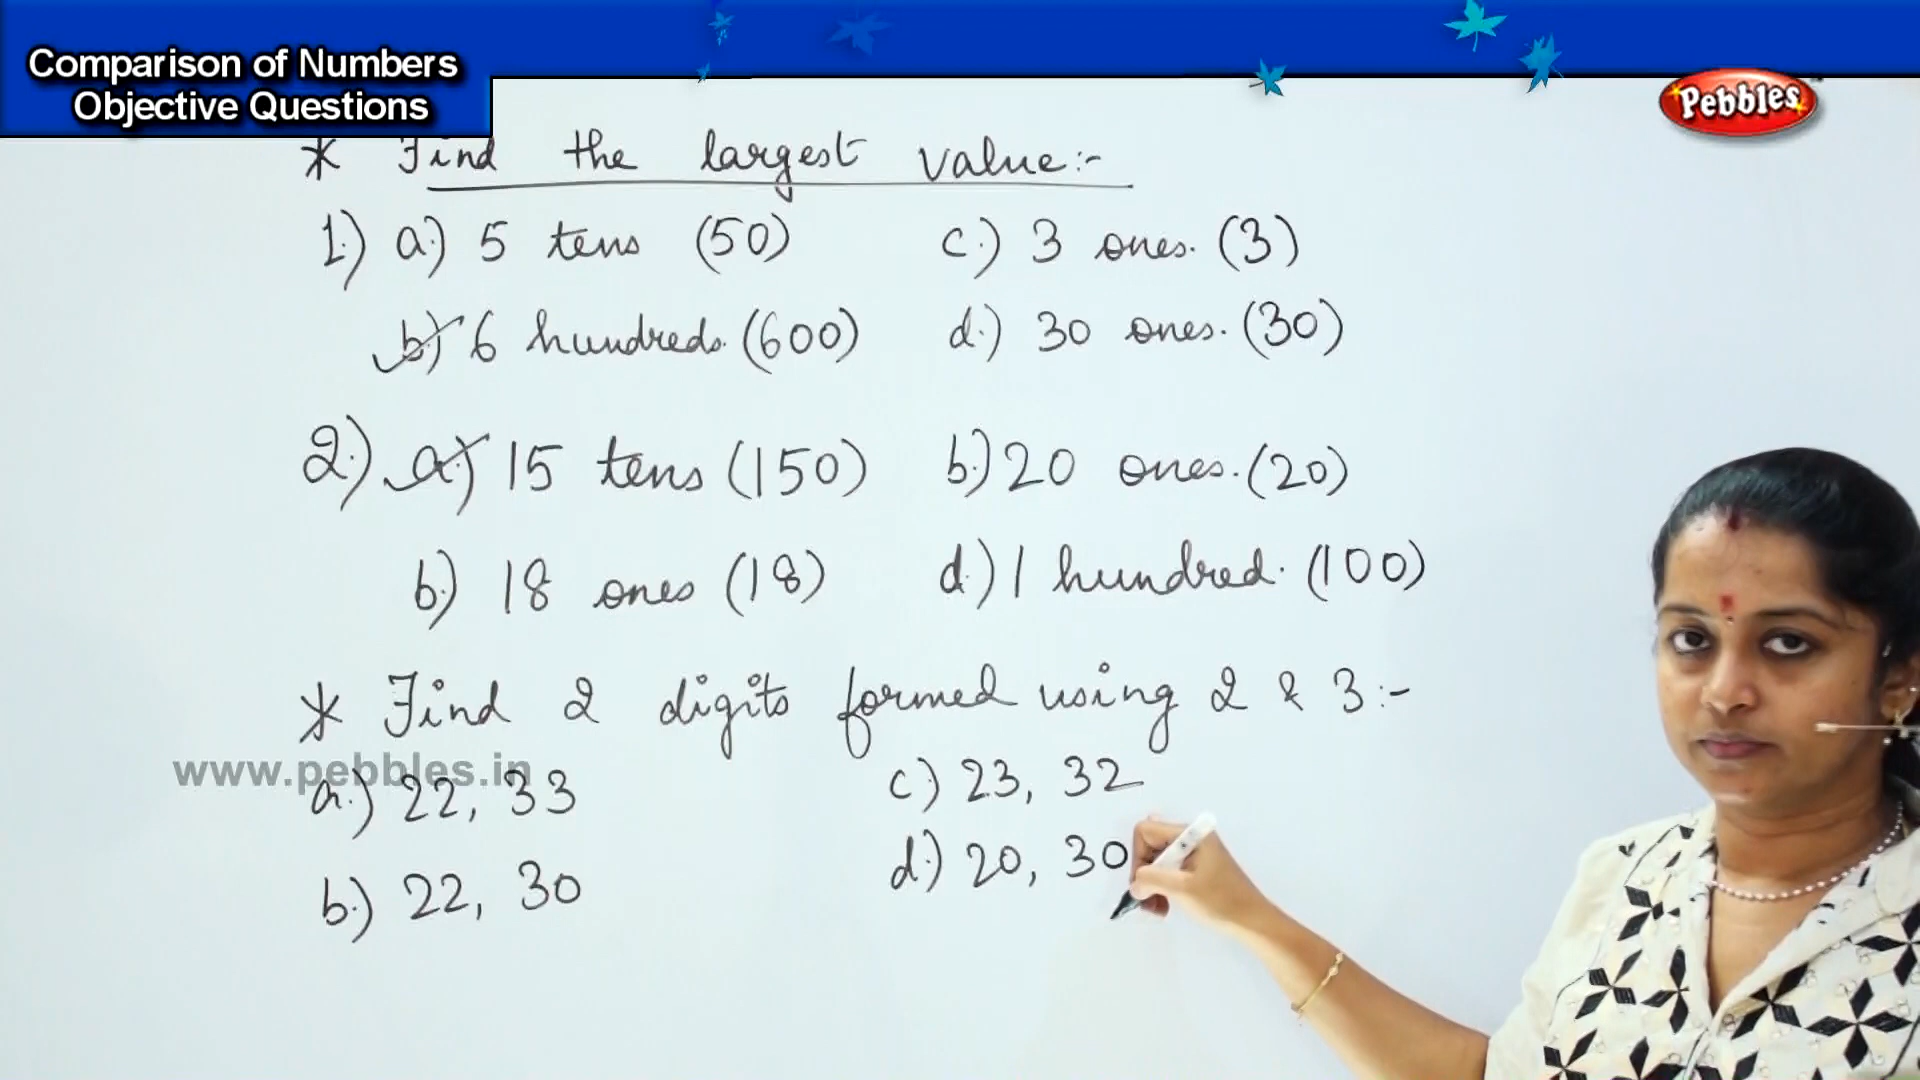 Comparison of Numbers
Objective Questions
Pebbles
* Find the largest value:-
1.) a.) 5 tens (50) c.) 3 ones. (3)
b.) 6 hundreds. (600) d.) 30 ones. (30)
2.) a.) 15 tens (150) b.) 20 ones. (20)
b.) 18 ones (18) d.) 1 hundred. (100)
* Find 2 digits formed using 2 & 3:-
www.pebbles.in
a.) 22, 33 c.) 23, 32
b.) 22, 30 d.) 20, 30